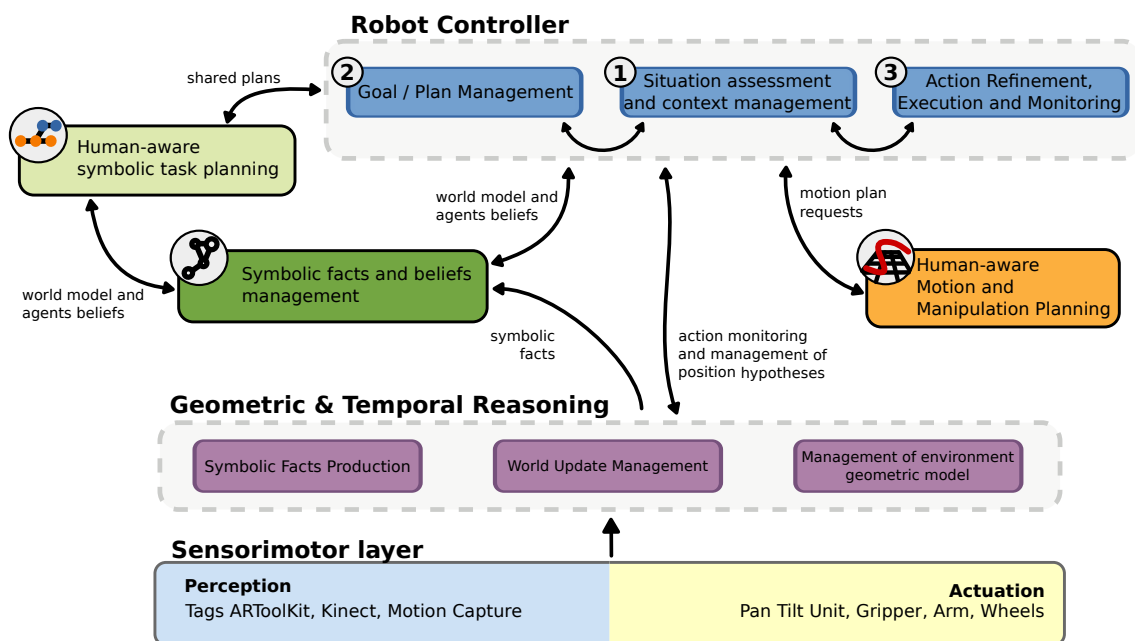 Robot Controller
shared plans
2
Goal / Plan Management
1
Situation assessment
and context management
3
Action Refinement,
Execution and Monitoring
Human-aware
symbolic task planning
world model and
agents beliefs
motion plan
requests
Symbolic facts and beliefs
management
Human-aware
Motion and
Manipulation Planning
world model and
agents beliefs
symbolic
facts
action monitoring
and management of
position hypotheses
Geometric & Temporal Reasoning
Symbolic Facts Production
World Update Management
Management of environment
geometric model
Sensorimotor layer
Perception
Tags ARToolKit, Kinect, Motion Capture
Actuation
Pan Tilt Unit, Gripper, Arm, Wheels